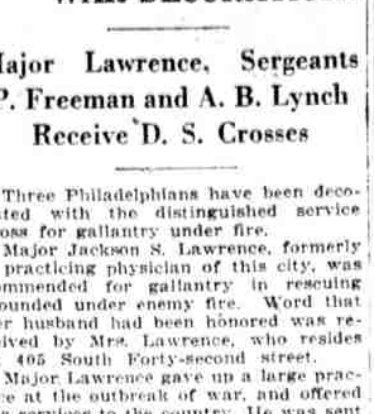 Major Lawrence, Sergeants
P. Freeman and A. B. Lynch
Receive D. S. Crosses
Three Philadelphians have been deco-
ted with the distinguished service
oss for gallantry under fire.
Major Jackson S. Lawrence, formerly
practicing physician of this city, was
ommended for gallantry in rescuing
ounded under enemy fire. Word that
er husband had been honored was re-
ived by Mrs. Lawrence, who resides
405 South Forty-second street.
Major Lawrence gave up a large prac-
ce at the outbreak of war, and offered
services to the country. He was sent